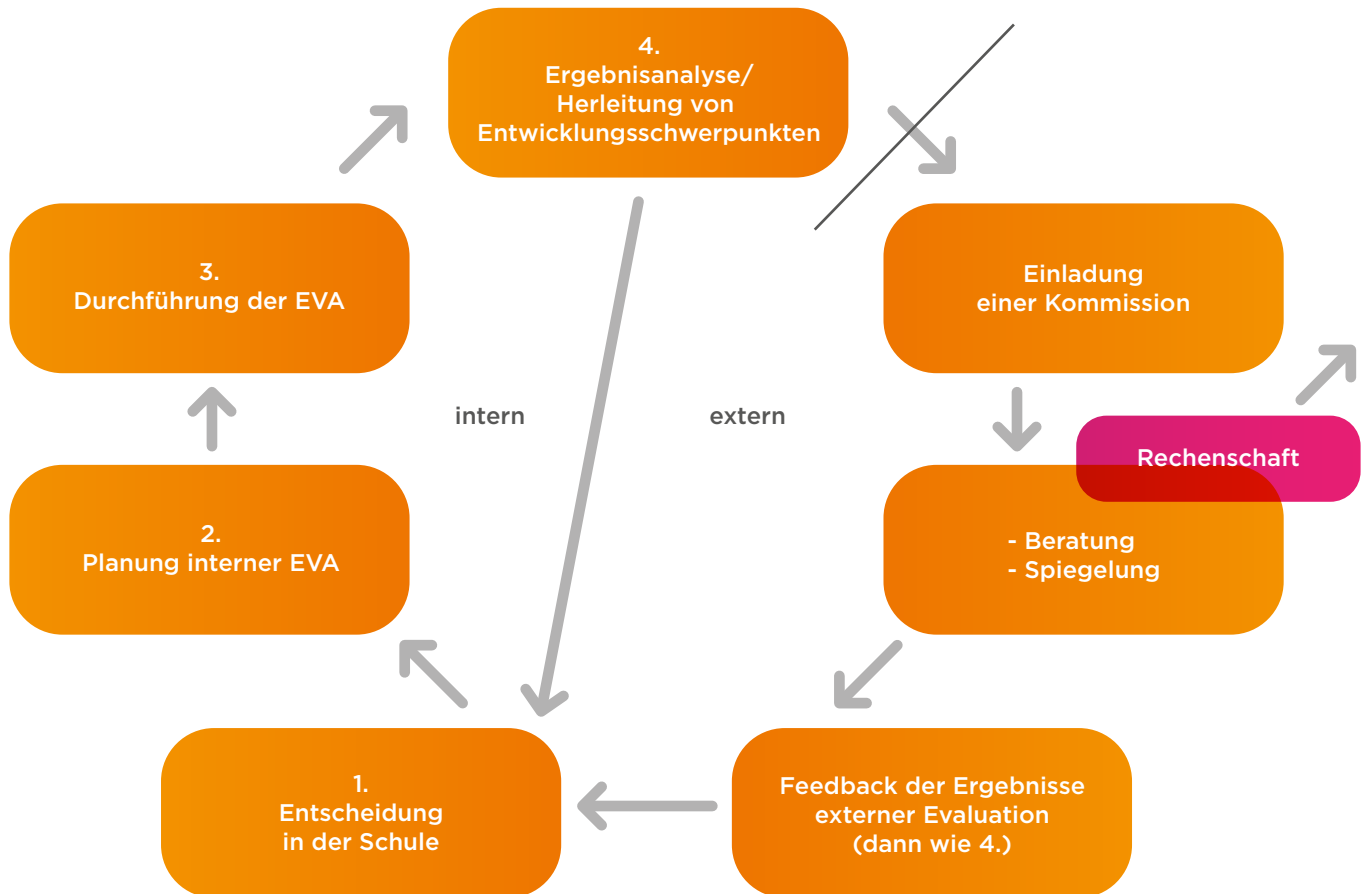 4.
Ergebnisanalyse/
Herleitung von
Entwicklungsschwerpunkten
3.
Durchführung der EVA
Einladung
einer Kommission
intern
extern
Rechenschaft
2.
Planung interner EVA
- Beratung
- Spiegelung
1.
Entscheidung
in der Schule
Feedback der Ergebnisse
externer Evaluation
(dann wie 4.)